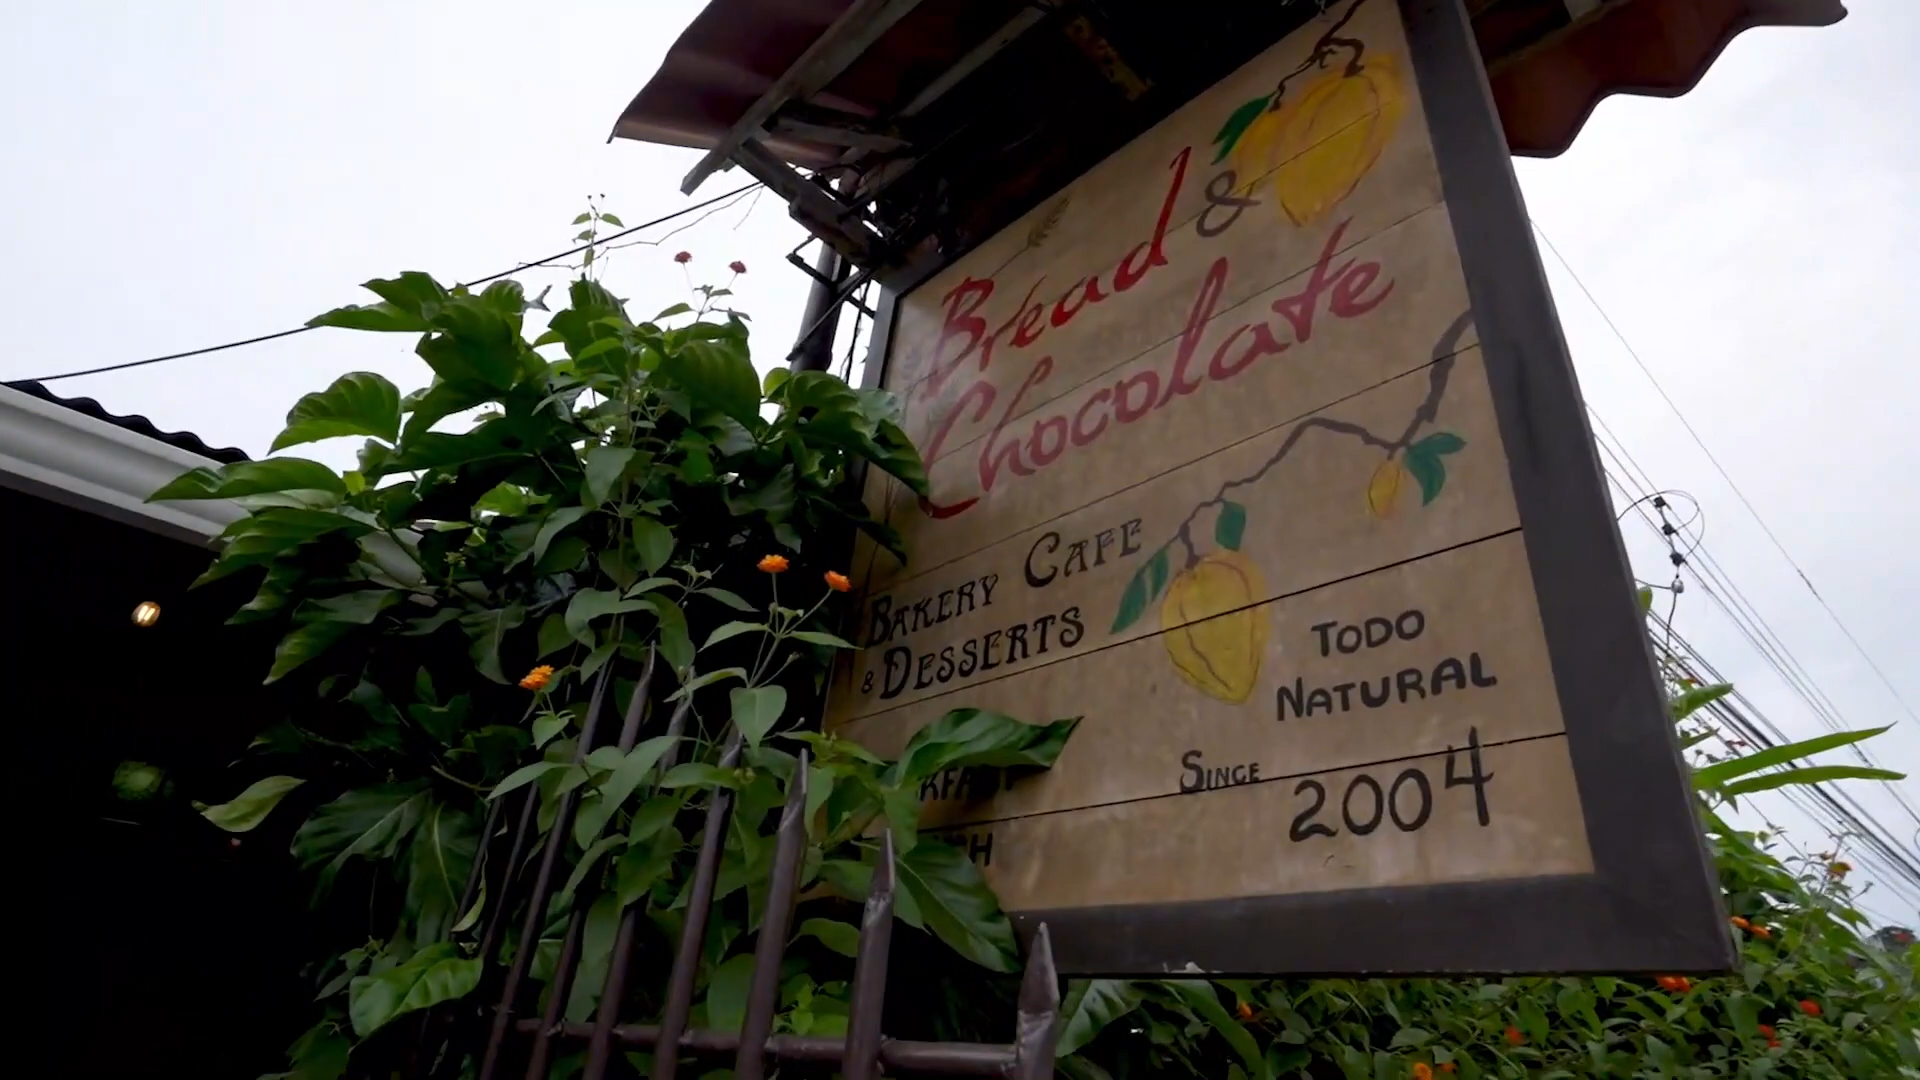 Bread &
Chocolate
BAKERY CAFE
& DESSERTS
TODO
NATURAL
SINCE
2004